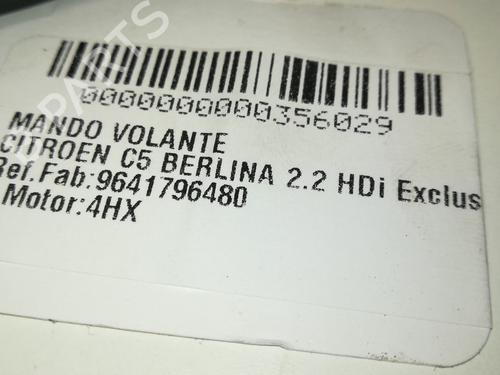 0000000000356029
MANDO VOLANTE
CITROEN C5 BERLINA 2.2 HDi Exclus
Ref.Fab:9641796480
Motor:4HX